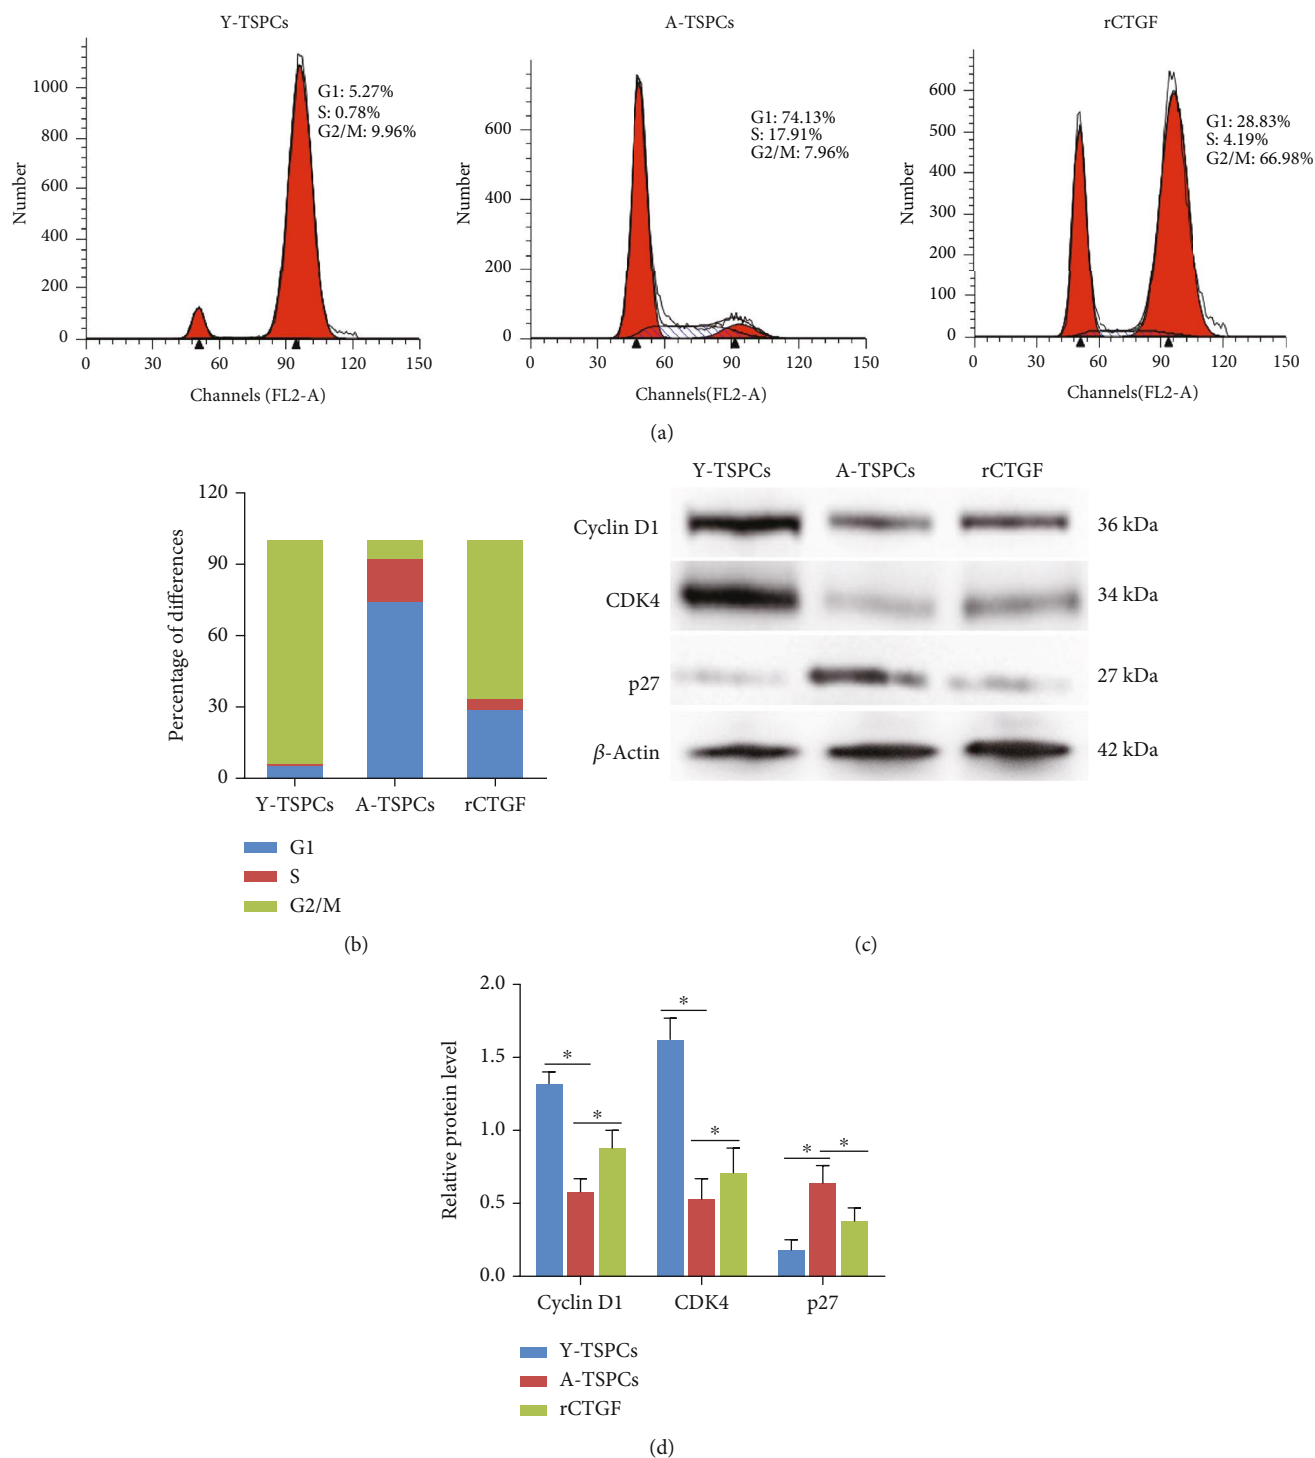 Y-TSPCs
A-TSPCs
rCTGF
G1: 5.27%
S: 0.78%
G2/M: 9.96%
G1: 74.13%
S: 17.91%
G2/M: 7.96%
G1: 28.83%
S: 4.19%
G2/M: 66.98%
Number
1000
800
600
400
200
0
0 30 60 90 120 150
Channels (FL2-A)
Number
600
400
200
0
0 30 60 90 120 150
Channels(FL2-A)
Number
600
500
400
300
200
100
0
0 30 60 90 120 150
Channels(FL2-A)
(a)
Percentage of differences
120
90
60
30
0
Y-TSPCs A-TSPCs rCTGF
G1
S
G2/M
(b)
Y-TSPCs A-TSPCs rCTGF
Cyclin D1 36 kDa
CDK4 34 kDa
p27 27 kDa
β-Actin 42 kDa
(c)
Relative protein level
2.0
1.5
1.0
0.5
0.0
* * * * * *
Cyclin D1 CDK4 p27
Y-TSPCs
A-TSPCs
rCTGF
(d)